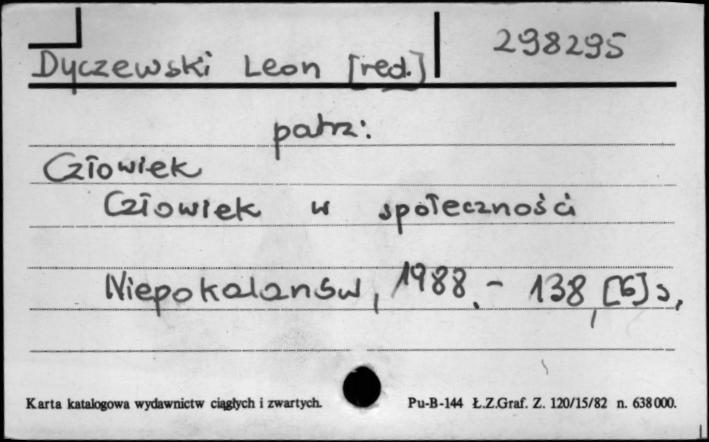 298295
Dyczewski Leon [red.]
patrz:
Człowiek
Człowiek w społeczności
Niepokalanów, 1988. - 138, [6] s.
Karta katalogowa wydawnictw ciągłych i zwartych. Pu-B-144 Ł.Z.Graf. Z. 120/15/82 n. 638000.